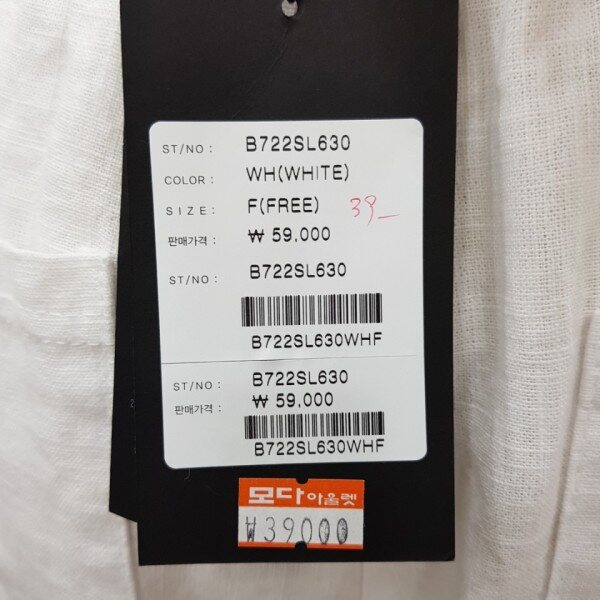 ST/NO : B722SL630
COLOR : WH(WHITE)
SIZE : F(FREE) 39_
판매가격 : ₩ 59,000
ST/NO : B722SL630
B722SL630WHF
ST/NO : B722SL630
판매가격 : ₩ 59,000
B722SL630WHF
모다아울렛
₩39000